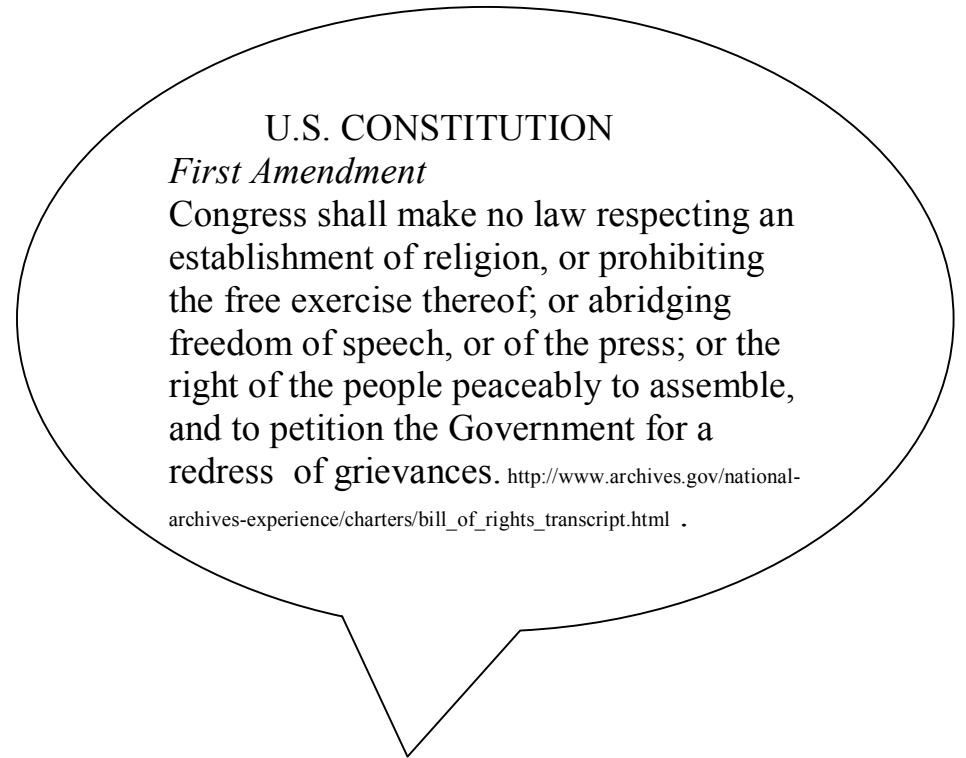 U.S. CONSTITUTION
First Amendment
Congress shall make no law respecting an
establishment of religion, or prohibiting
the free exercise thereof; or abridging
freedom of speech, or of the press; or the
right of the people peaceably to assemble,
and to petition the Government for a
redress  of grievances. http://www.archives.gov/national-
archives-experience/charters/bill_of_rights_transcript.html .